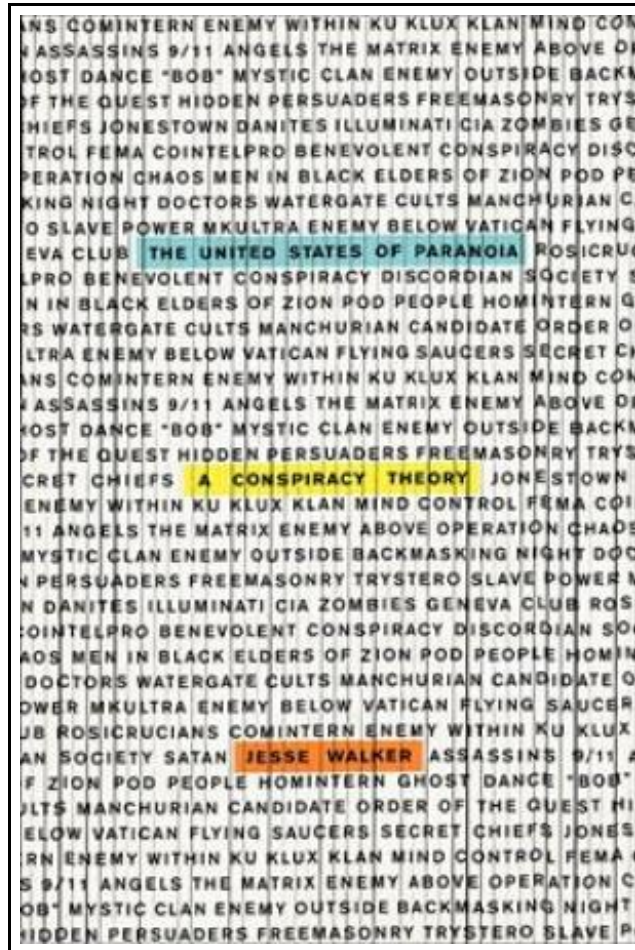 ANS COMINTERN ENEMY WITHIN KU KLUX KLAN MIND CON
ASSASSINS 9/11 ANGELS THE MATRIX ENEMY ABOVE
HOST DANCE "BOB" MYSTIC CLAN ENEMY OUTSIDE BACKM
OF THE QUEST HIDDEN PERSUADERS FREEMASONRY TRYS
CHIEFS JONESTOWN DANITES ILLUMINATI CIA ZOMBIES GE
TROL FEMA COINTELPRO BENEVOLENT CONSPIRACY DISC
PERATION CHAOS MEN IN BLACK ELDERS OF ZION POD PE
KING NIGHT DOCTORS WATERGATE CULTS MANCHURIAN C
O SLAVE POWER MKULTRA ENEMY BELOW VATICAN FLYING
EVA CLUB THE UNITED STATES OF PARANOIA ROSICRU
LPRO BENEVOLENT CONSPIRACY DISCORDIAN SOCIETY S
N IN BLACK ELDERS OF ZION POD PEOPLE HOMINTERN G
RS WATERGATE CULTS MANCHURIAN CANDIDATE ORDER O
LTRA ENEMY BELOW VATICAN FLYING SAUCERS SECRET CH
ANS COMINTERN ENEMY WITHIN KU KLUX KLAN MIND CON
ASSASSINS 9/11 ANGELS THE MATRIX ENEMY ABOVE
HOST DANCE "BOB" MYSTIC CLAN ENEMY OUTSIDE BACKM
OF THE QUEST HIDDEN PERSUADERS FREEMASONRY TRYS
CRET CHIEFS A CONSPIRACY THEORY JONESTOWN
ENEMY WITHIN KU KLUX KLAN MIND CONTROL FEMA COI
11 ANGELS THE MATRIX ENEMY ABOVE OPERATION CHAOS
MYSTIC CLAN ENEMY OUTSIDE BACKMASKING NIGHT DOC
N PERSUADERS FREEMASONRY TRYSTERO SLAVE POWER M
N DANITES ILLUMINATI CIA ZOMBIES GENEVA CLUB ROS
COINTELPRO BENEVOLENT CONSPIRACY DISCORDIAN SO
AOS MEN IN BLACK ELDERS OF ZION POD PEOPLE HOMIN
DOCTORS WATERGATE CULTS MANCHURIAN CANDIDATE O
OWER MKULTRA ENEMY BELOW VATICAN FLYING SAUCER
UB ROSICRUCIANS COMINTERN ENEMY WITHIN KU KLUX
AN SOCIETY SATAN JESSE WALKER ASSASSINS 9/11 A
F ZION POD PEOPLE HOMINTERN GHOST DANCE "BOB"
ULTS MANCHURIAN CANDIDATE ORDER OF THE QUEST HI
ELOW VATICAN FLYING SAUCERS SECRET CHIEFS JONES
RN ENEMY WITHIN KU KLUX KLAN MIND CONTROL FEMA
S 9/11 ANGELS THE MATRIX ENEMY ABOVE OPERATION C
OB" MYSTIC CLAN ENEMY OUTSIDE BACKMASKING NIGHT
HIDDEN PERSUADERS FREEMASONRY TRYSTERO SLAVE P